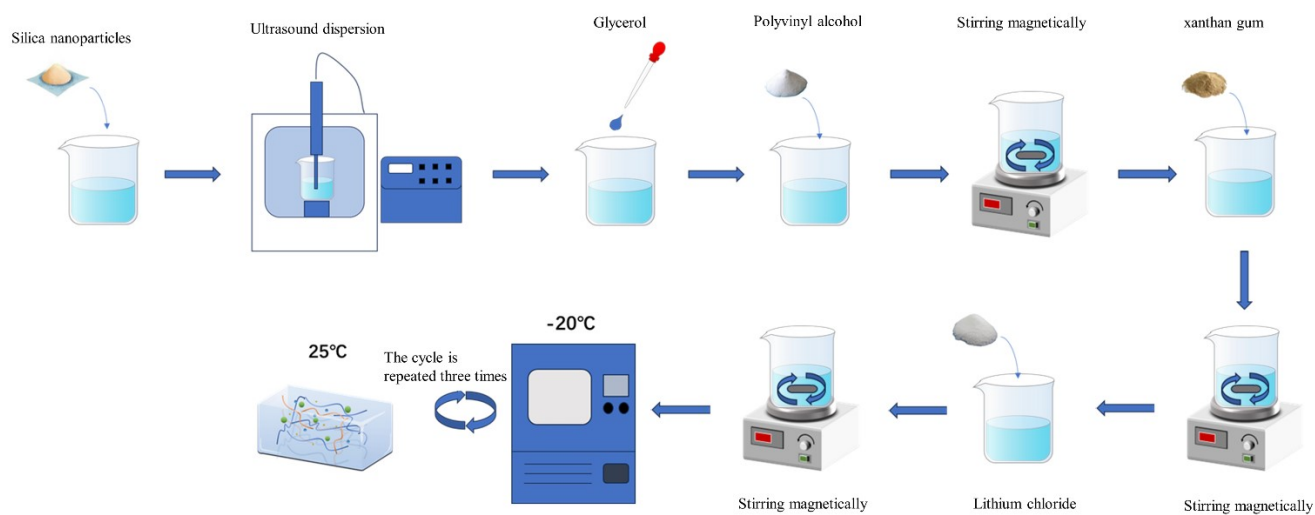 Silica nanoparticles
Ultrasound dispersion
Glycerol
Polyvinyl alcohol
Stirring magnetically
xanthan gum
25℃
The cycle is
repeated three times
-20℃
Stirring magnetically
Lithium chloride
Stirring magnetically